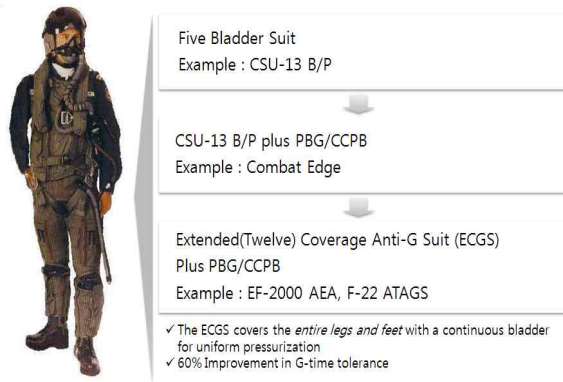 Five Bladder Suit
Example : CSU-13 B/P
CSU-13 B/P plus PBG/CCPB
Example : Combat Edge
Extended(Twelve) Coverage Anti-G Suit (ECGS)
Plus PBG/CCPB
Example : EF-2000 AEA, F-22 ATAGS
✓ The ECGS covers the entire legs and feet with a continuous bladder
for uniform pressurization
✓ 60% Improvement in G-time tolerance